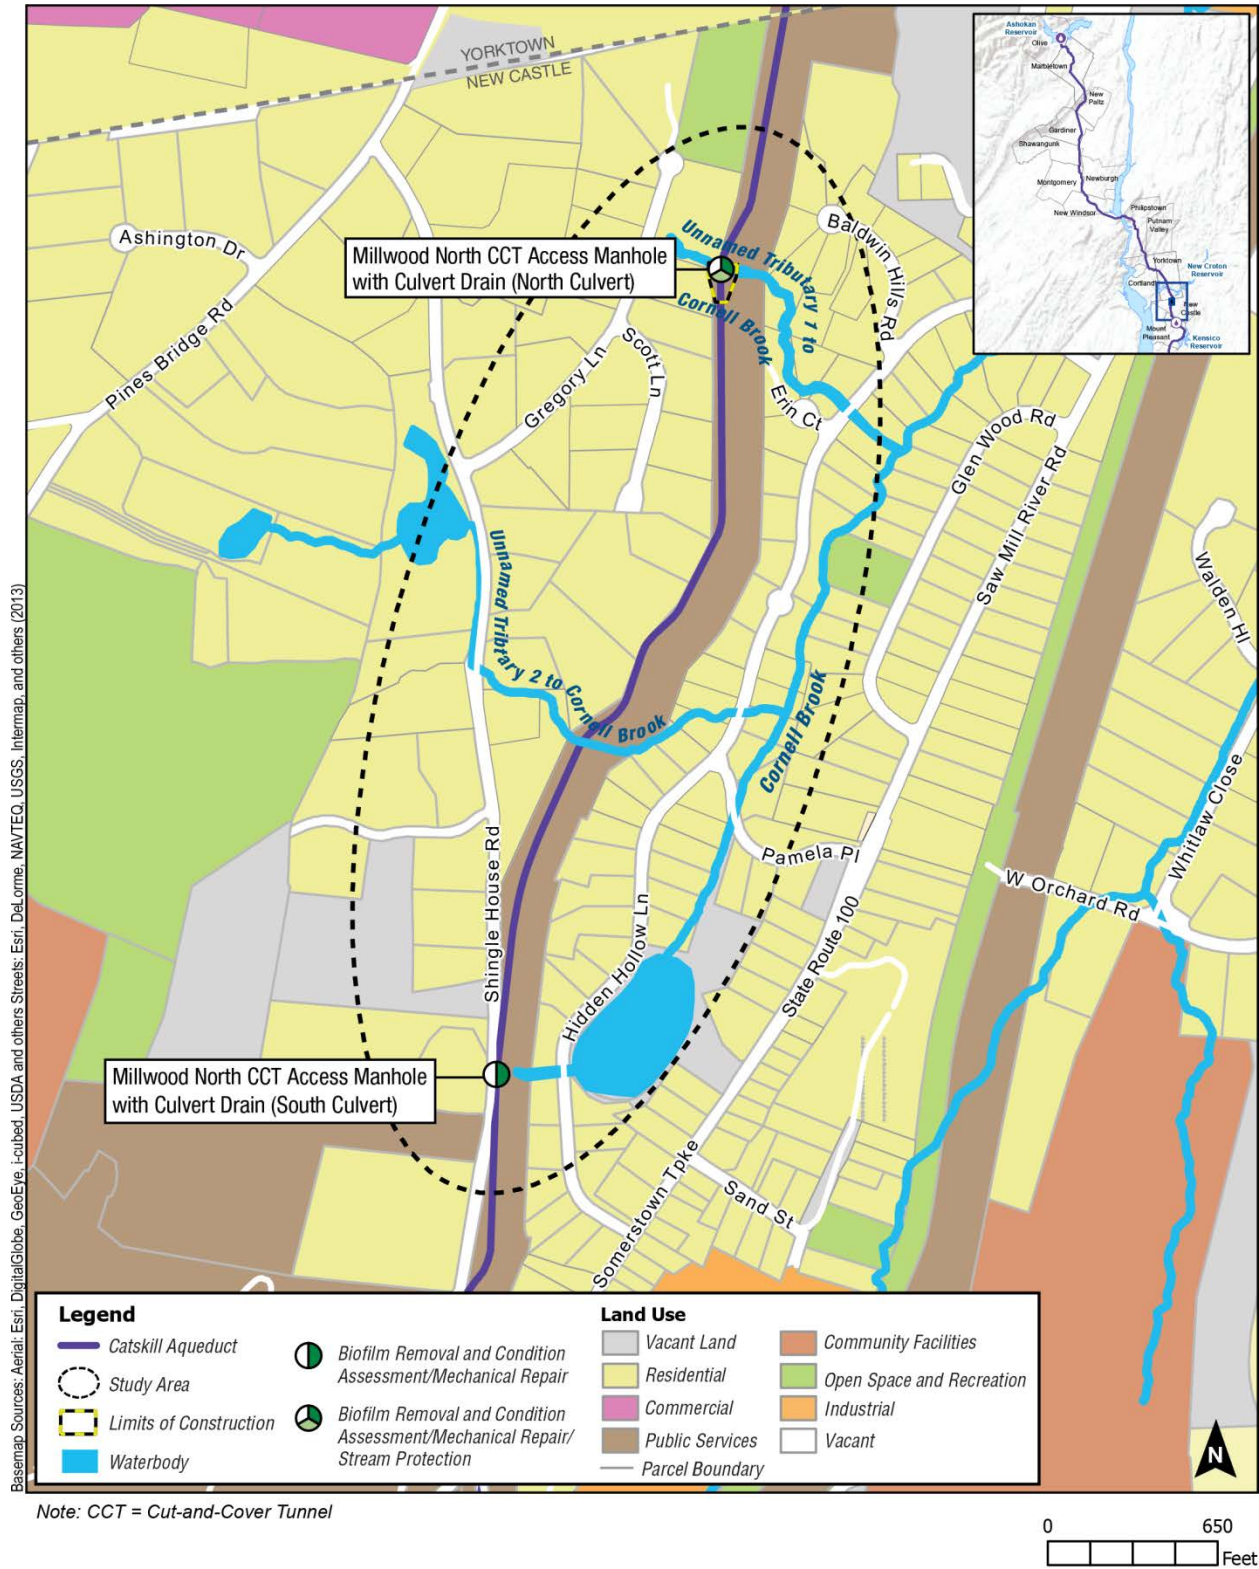 YORKTOWN
NEW CASTLE
Ashokan
Reservoir
Olive
Marbletown
New
Paltz
Gardiner
Shawangunk
Montgomery
Newburgh
New Windsor
Philipstown
Putnam
Valley
Yorktown
New Croton
Reservoir
Cortlandt
New
Castle
Mount
Pleasant
Kensico
Reservoir
Ashington Dr
Pines Bridge Rd
Millwood North CCT Access Manhole
with Culvert Drain (North Culvert)
Unnamed Tributary 1 to
Cornell Brook
Baldwin Hills Rd
Gregory Ln
Scott Ln
Erin Ct
Glen Wood Rd
Saw Mill River Rd
Walden Hl
Unnamed Tribtary 2 to Cornell Brook
Cornell Brook
Whitlaw Close
Pamela Pl
W Orchard Rd
Shingle House Rd
Hidden Hollow Ln
State Route 100
Millwood North CCT Access Manhole
with Culvert Drain (South Culvert)
Somerstown Tpke
Sand St
Basemap Sources: Aerial: Esri, DigitalGlobe, GeoEye, i-cubed, USDA and others Streets: Esri, DeLorme, NAVTEQ, USGS, Intermap, and others (2013)
Legend
Catskill Aqueduct
Study Area
Limits of Construction
Waterbody
Biofilm Removal and Condition
Assessment/Mechanical Repair
Biofilm Removal and Condition
Assessment/Mechanical Repair/
Stream Protection
Land Use
Vacant Land
Residential
Commercial
Public Services
Parcel Boundary
Community Facilities
Open Space and Recreation
Industrial
Vacant
N
Note: CCT = Cut-and-Cover Tunnel
0 650
Feet